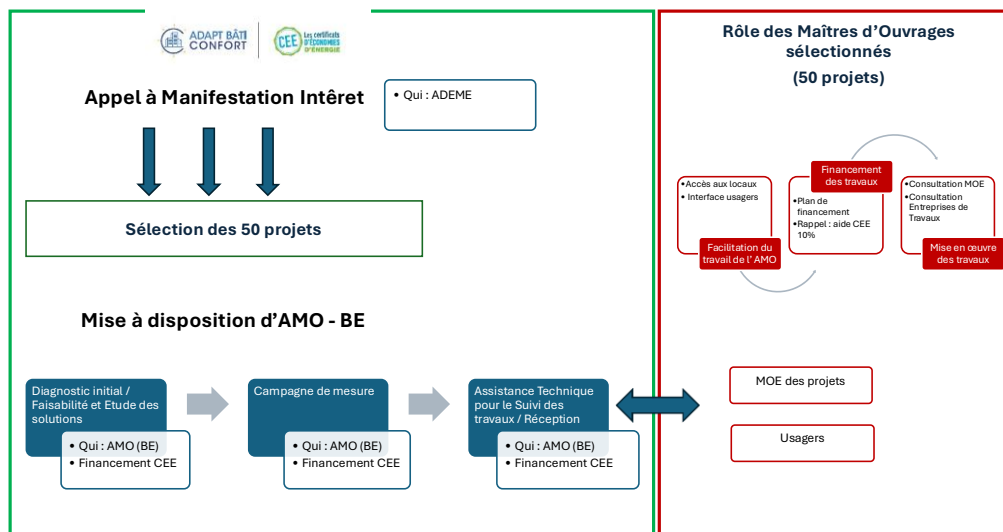 ADAPT BÂTI
CONFORT
CEE
Les certificats
D'ÉCONOMIES
D'ÉNERGIE
Appel à Manifestation Intêret
• Qui : ADEME
Sélection des 50 projets
Mise à disposition d'AMO - BE
Diagnostic initial /
Faisabilité et Etude des
solutions
• Qui : AMO (BE)
• Financement CEE
Campagne de mesure
• Qui : AMO (BE)
• Financement CEE
Assistance Technique
pour le Suivi des
travaux / Réception
• Qui : AMO (BE)
• Financement CEE
Rôle des Maîtres d'Ouvrages
sélectionnés
(50 projets)
•Accès aux locaux
• Interface usagers
Facilitation du
travail de l' AMO
Financement
des travaux
•Plan de
financement
•Rappel : aide CEE
10%
•Consultation MOE
•Consultation
Entreprises de
Travaux
Mise en œuvre
des travaux
MOE des projets
Usagers